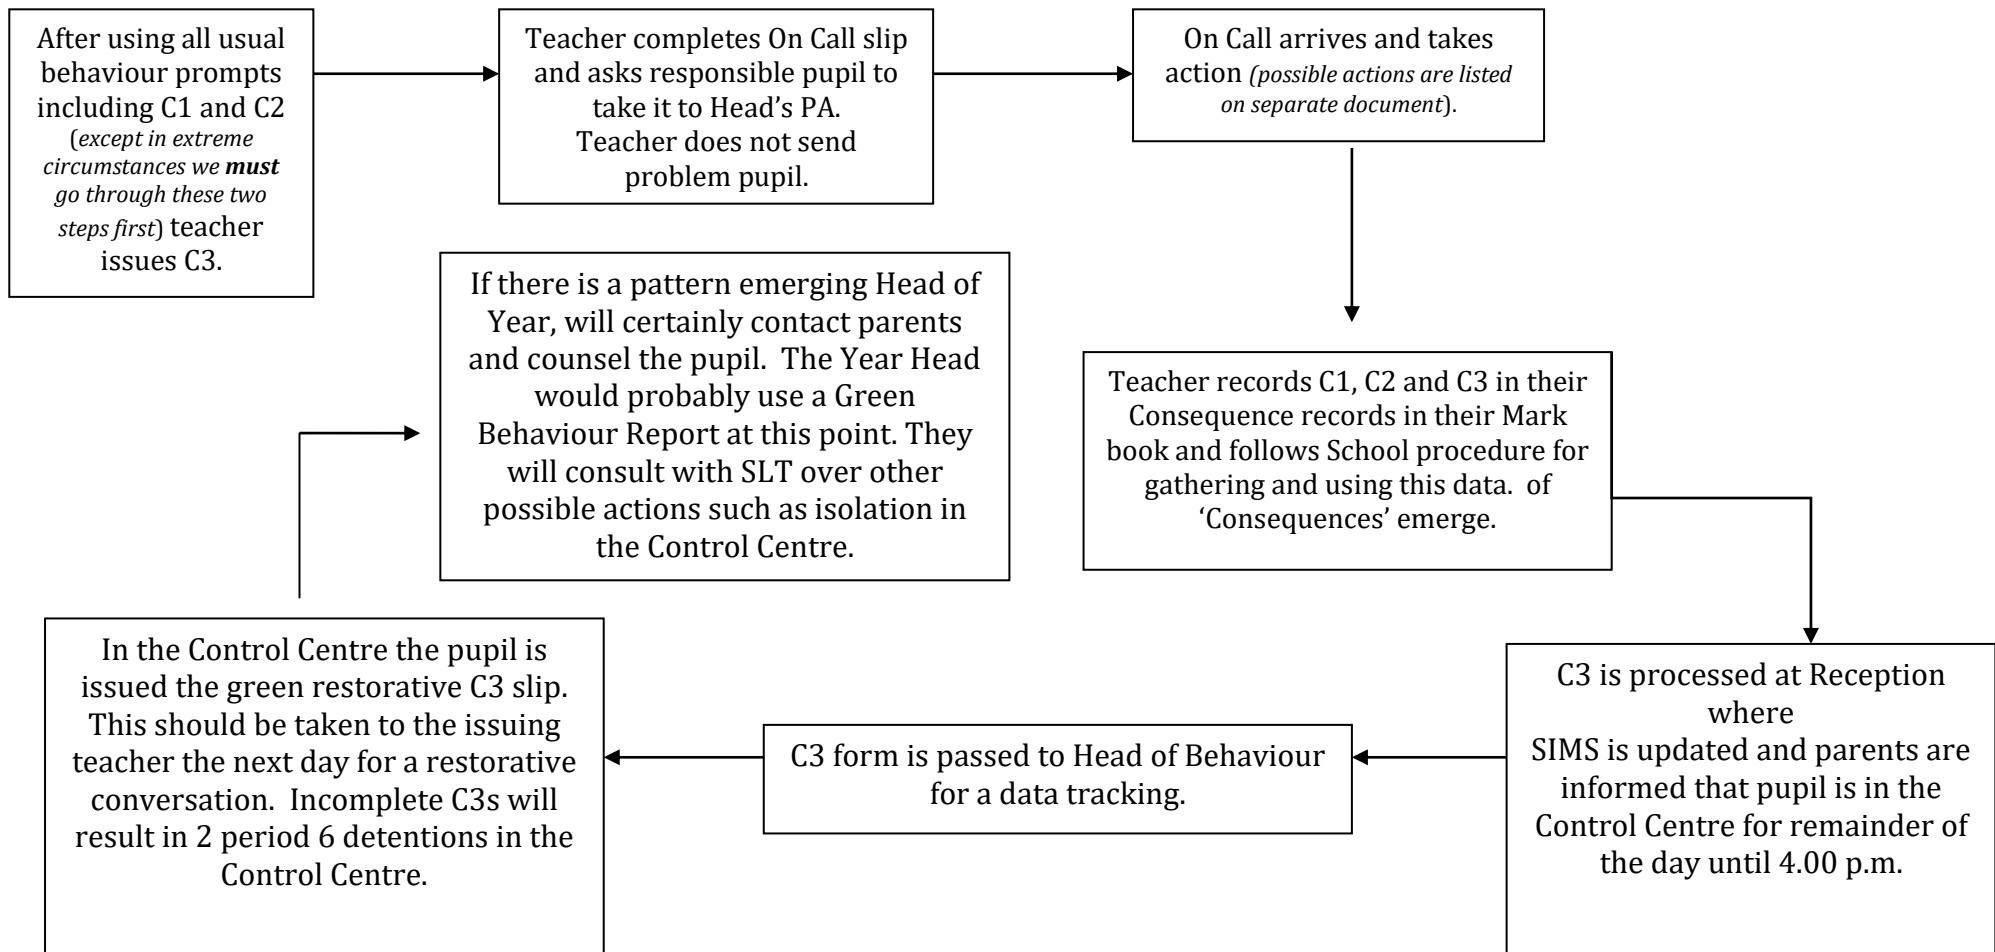 After using all usual
behaviour prompts
including C1 and C2
(except in extreme
circumstances we must
go through these two
steps first) teacher
issues C3.
Teacher completes On Call slip
and asks responsible pupil to
take it to Head’s PA.
Teacher does not send
problem pupil.
On Call arrives and takes
action (possible actions are listed
on separate document).
Teacher records C1, C2 and C3 in their
Consequence records in their Mark
book and follows School procedure for
gathering and using this data.  of
‘Consequences’ emerge.
C3 is processed at Reception
where
SIMS is updated and parents are
informed that pupil is in the
Control Centre for remainder of
the day until 4.00 p.m.
C3 form is passed to Head of Behaviour
for a data tracking.
In the Control Centre the pupil is
issued the green restorative C3 slip.
This should be taken to the issuing
teacher the next day for a restorative
conversation.  Incomplete C3s will
result in 2 period 6 detentions in the
Control Centre.
If there is a pattern emerging Head of
Year, will certainly contact parents
and counsel the pupil.  The Year Head
would probably use a Green
Behaviour Report at this point. They
will consult with SLT over other
possible actions such as isolation in
the Control Centre.